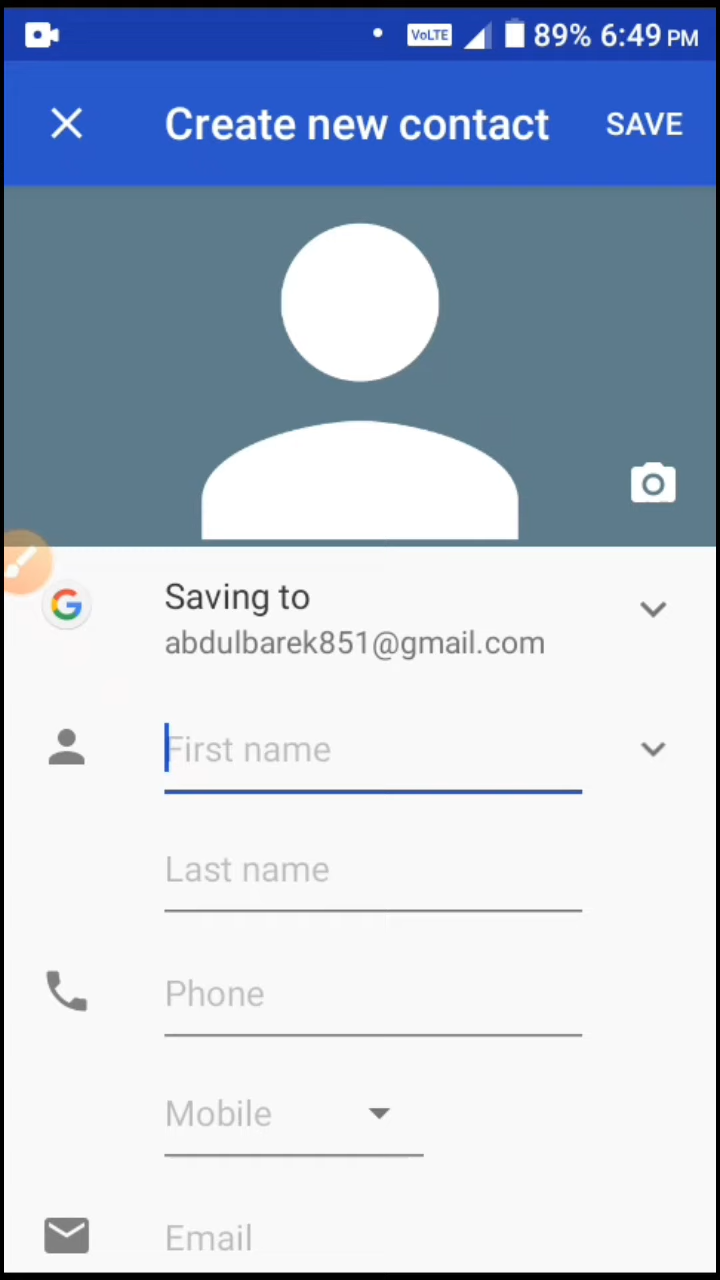 VoLTE 89% 6:49 PM
Create new contact SAVE
Saving to
abdulbarek851@gmail.com
First name
Last name
Phone
Mobile
Email